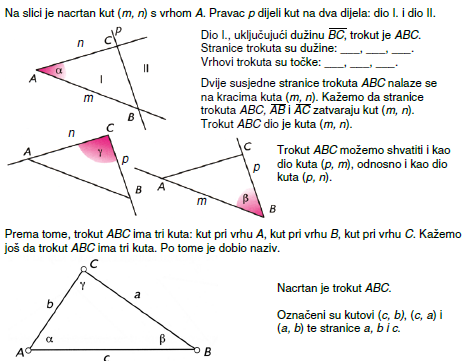 Na slici je nacrtan kut (m, n) s vrhom A. Pravac p dijeli kut na dva dijela: dio I. i dio II.
n
C
p
A
α
I
II
m
B
Dio I., uključujući dužinu BC, trokut je ABC.
Stranice trokuta su dužine: ___, ___, ___.
Vrhovi trokuta su točke: ___, ___, ___.
Dvije susjedne stranice trokuta ABC nalaze se
na kracima kuta (m, n). Kažemo da stranice
trokuta ABC, AB i AC zatvaraju kut (m, n).
Trokut ABC dio je kuta (m, n).
n
C
A
γ
p
B
C
p
A
m
β
B
Trokut ABC možemo shvatiti i kao
dio kuta (p, m), odnosno i kao dio
kuta (p, n).
Prema tome, trokut ABC ima tri kuta: kut pri vrhu A, kut pri vrhu B, kut pri vrhu C. Kažemo
još da trokut ABC ima tri kuta. Po tome je dobio naziv.
C
γ
b
a
α
β
A
c
B
Nacrtan je trokut ABC.
Označeni su kutovi (c, b), (c, a) i
(a, b) te stranice a, b i c.